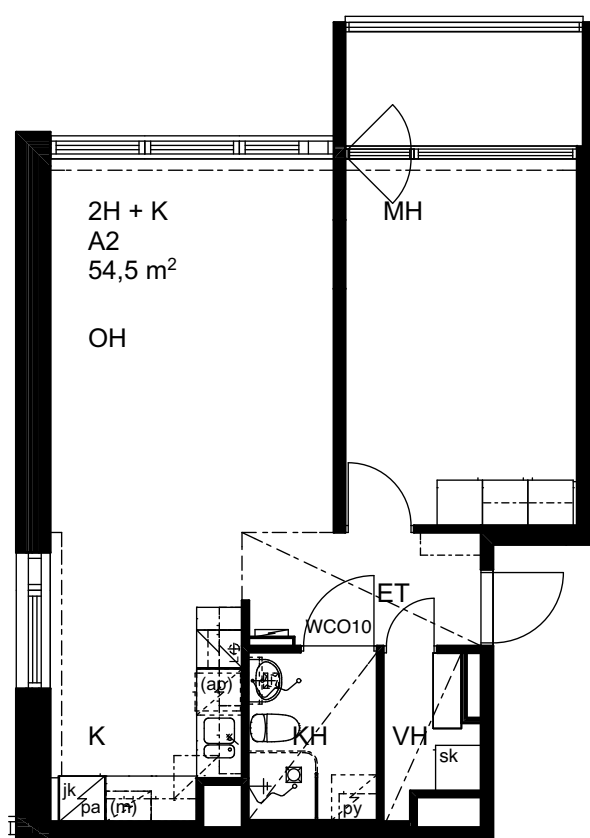 2H + K
MH
A2
54,5 m²
OH
ET
WCO10
(ap)
K
KH
VH
sk
jk
pa
(m)
py